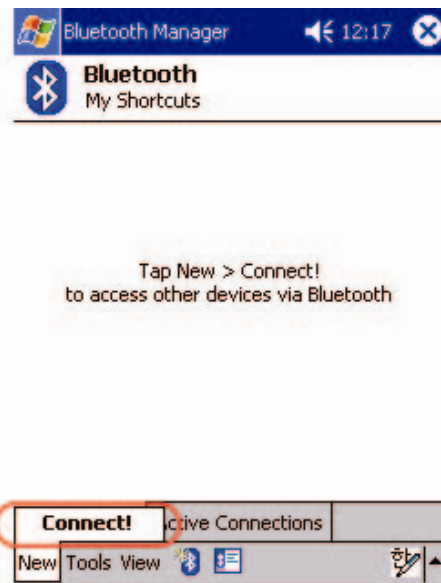 Bluetooth Manager 12:17
Bluetooth
My Shortcuts
Tap New > Connect!
to access other devices via Bluetooth
Connect! ctive Connections
New Tools View 한